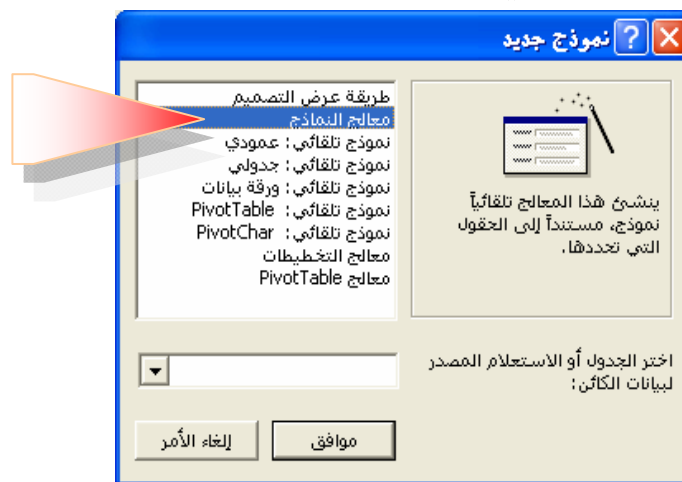 نموذج جديد
طريقة عرض التصميم
معالج النماذج
نموذج تلقائي: عمودي
نموذج تلقائي: جدولي
نموذج تلقائي: ورقة بيانات
نموذج تلقائي: PivotTable
نموذج تلقائي: PivotChar
معالج التخطيطات
معالج PivotTable
ينشئ هذا المعالج تلقائياً
نموذج، مستنداً إلى الحقول
التي تحددها.
اختر الجدول أو الاستعلام المصدر
لبيانات الكائن:
موافق
إلغاء الأمر